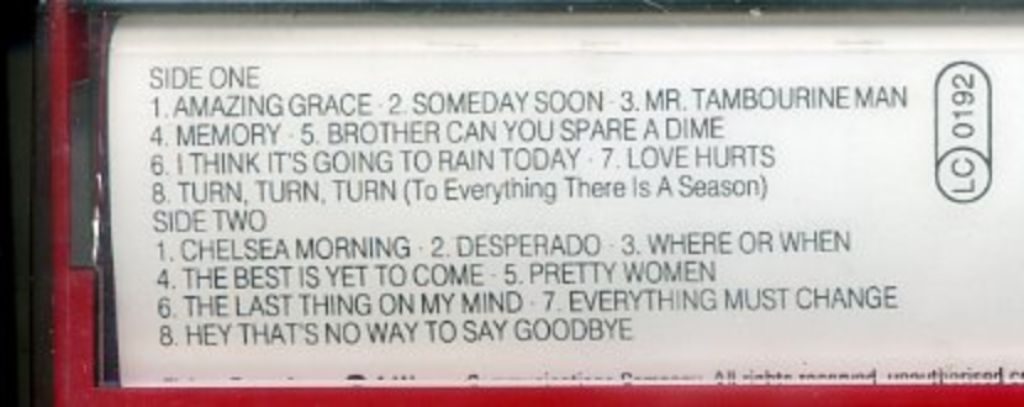 SIDE ONE
1. AMAZING GRACE · 2. SOMEDAY SOON · 3. MR. TAMBOURINE MAN
4. MEMORY · 5. BROTHER CAN YOU SPARE A DIME
6. I THINK IT'S GOING TO RAIN TODAY · 7. LOVE HURTS
8. TURN, TURN, TURN (To Everything There Is A Season)
SIDE TWO
1. CHELSEA MORNING · 2. DESPERADO · 3. WHERE OR WHEN
4. THE BEST IS YET TO COME · 5. PRETTY WOMEN
6. THE LAST THING ON MY MIND · 7. EVERYTHING MUST CHANGE
8. HEY THAT'S NO WAY TO SAY GOODBYE
LC 0192
All rights reserved unauthorised